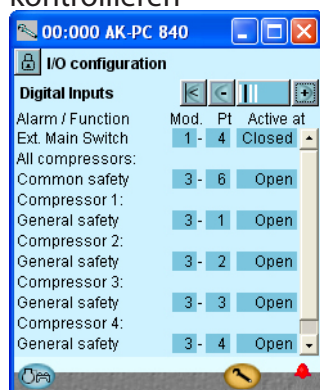 kontrollieren
00:000 AK-PC 840
I/O configuration
Digital Inputs
Alarm / Function Mod. Pt Active at
Ext. Main Switch 1 - 4 Closed
All compressors:
Common safety 3 - 6 Open
Compressor 1:
General safety 3 - 1 Open
Compressor 2:
General safety 3 - 2 Open
Compressor 3:
General safety 3 - 3 Open
Compressor 4:
General safety 3 - 4 Open